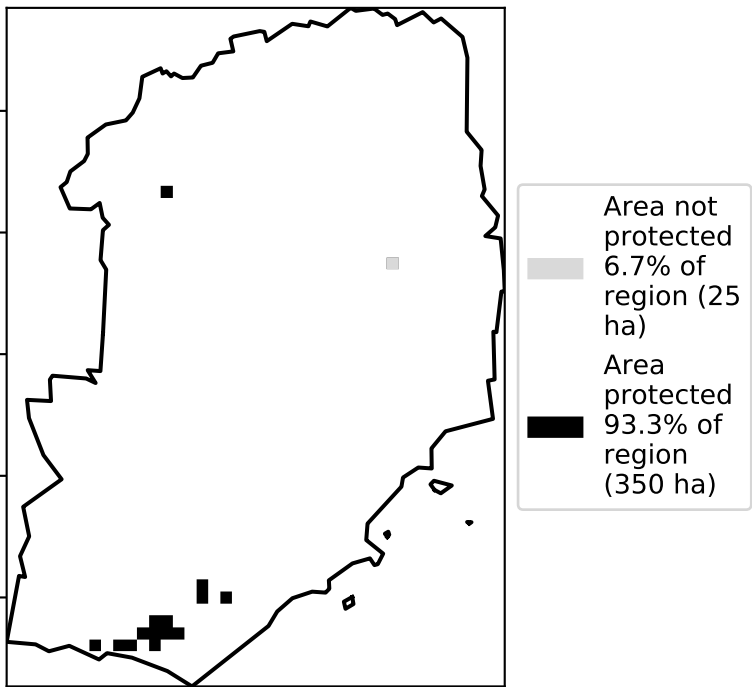 Area not
protected
6.7% of
region (25
ha)
Area
protected
93.3% of
region
(350 ha)